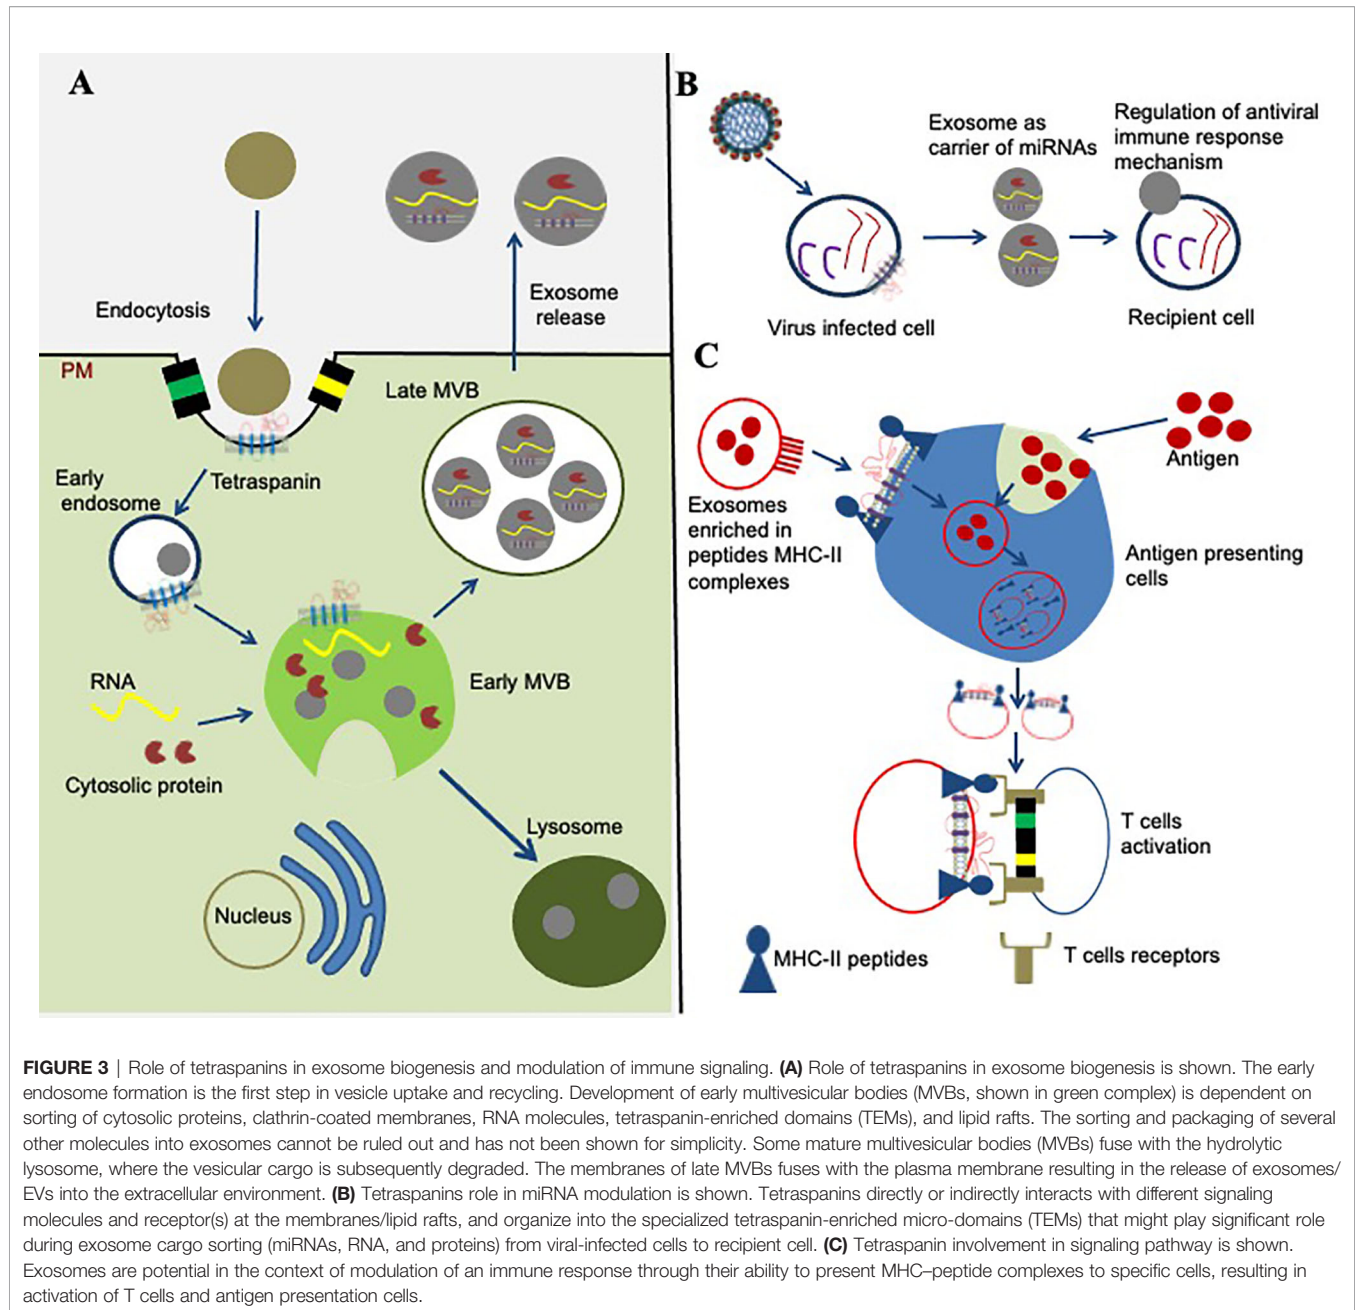 A
Endocytosis
PM
Exosome
release
Late MVB
Early
endosome
Tetraspanin
RNA
Early MVB
Cytosolic protein
Lysosome
Nucleus
B
Exosome as
carrier of miRNAs
Regulation of antiviral
immune response
mechanism
Virus infected cell
Recipient cell
C
Antigen
Exosomes
enriched in
peptides MHC-II
complexes
Antigen presenting
cells
T cells
activation
MHC-II peptides
T cells receptors
FIGURE 3 | Role of tetraspanins in exosome biogenesis and modulation of immune signaling. (A) Role of tetraspanins in exosome biogenesis is shown. The early
endosome formation is the first step in vesicle uptake and recycling. Development of early multivesicular bodies (MVBs, shown in green complex) is dependent on
sorting of cytosolic proteins, clathrin-coated membranes, RNA molecules, tetraspanin-enriched domains (TEMs), and lipid rafts. The sorting and packaging of several
other molecules into exosomes cannot be ruled out and has not been shown for simplicity. Some mature multivesicular bodies (MVBs) fuse with the hydrolytic
lysosome, where the vesicular cargo is subsequently degraded. The membranes of late MVBs fuses with the plasma membrane resulting in the release of exosomes/
EVs into the extracellular environment. (B) Tetraspanins role in miRNA modulation is shown. Tetraspanins directly or indirectly interacts with different signaling
molecules and receptor(s) at the membranes/lipid rafts, and organize into the specialized tetraspanin-enriched micro-domains (TEMs) that might play significant role
during exosome cargo sorting (miRNAs, RNA, and proteins) from viral-infected cells to recipient cell. (C) Tetraspanin involvement in signaling pathway is shown.
Exosomes are potential in the context of modulation of an immune response through their ability to present MHC–peptide complexes to specific cells, resulting in
activation of T cells and antigen presentation cells.